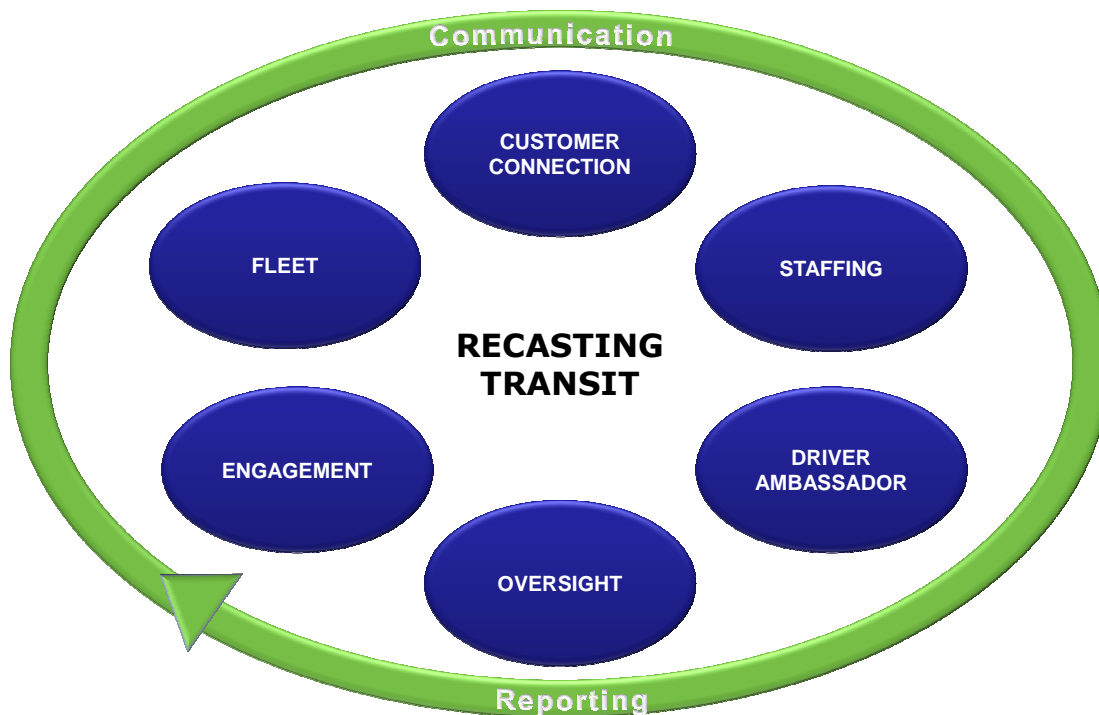 Communication
CUSTOMER
CONNECTION
FLEET
STAFFING
RECASTING
TRANSIT
ENGAGEMENT
DRIVER
AMBASSADOR
OVERSIGHT
Reporting